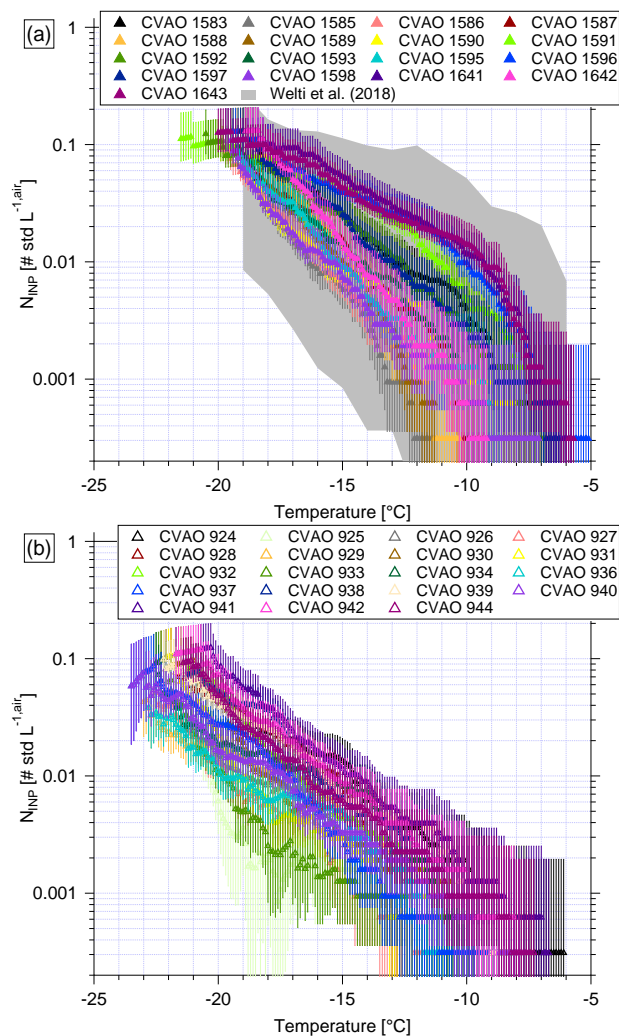 (a)
CVAO 1583 CVAO 1585 CVAO 1586 CVAO 1587
CVAO 1588 CVAO 1589 CVAO 1590 CVAO 1591
CVAO 1592 CVAO 1593 CVAO 1595 CVAO 1596
CVAO 1597 CVAO 1598 CVAO 1641 CVAO 1642
CVAO 1643 Welti et al. (2018)
1
0.1
0.01
0.001
N_INP [# std L^-1,air]
-25 -20 -15 -10 -5
Temperature [°C]
(b)
CVAO 924 CVAO 925 CVAO 926 CVAO 927
CVAO 928 CVAO 929 CVAO 930 CVAO 931
CVAO 932 CVAO 933 CVAO 934 CVAO 936
CVAO 937 CVAO 938 CVAO 939 CVAO 940
CVAO 941 CVAO 942 CVAO 944
1
0.1
0.01
0.001
N_INP [# std L^-1,air]
-25 -20 -15 -10 -5
Temperature [°C]